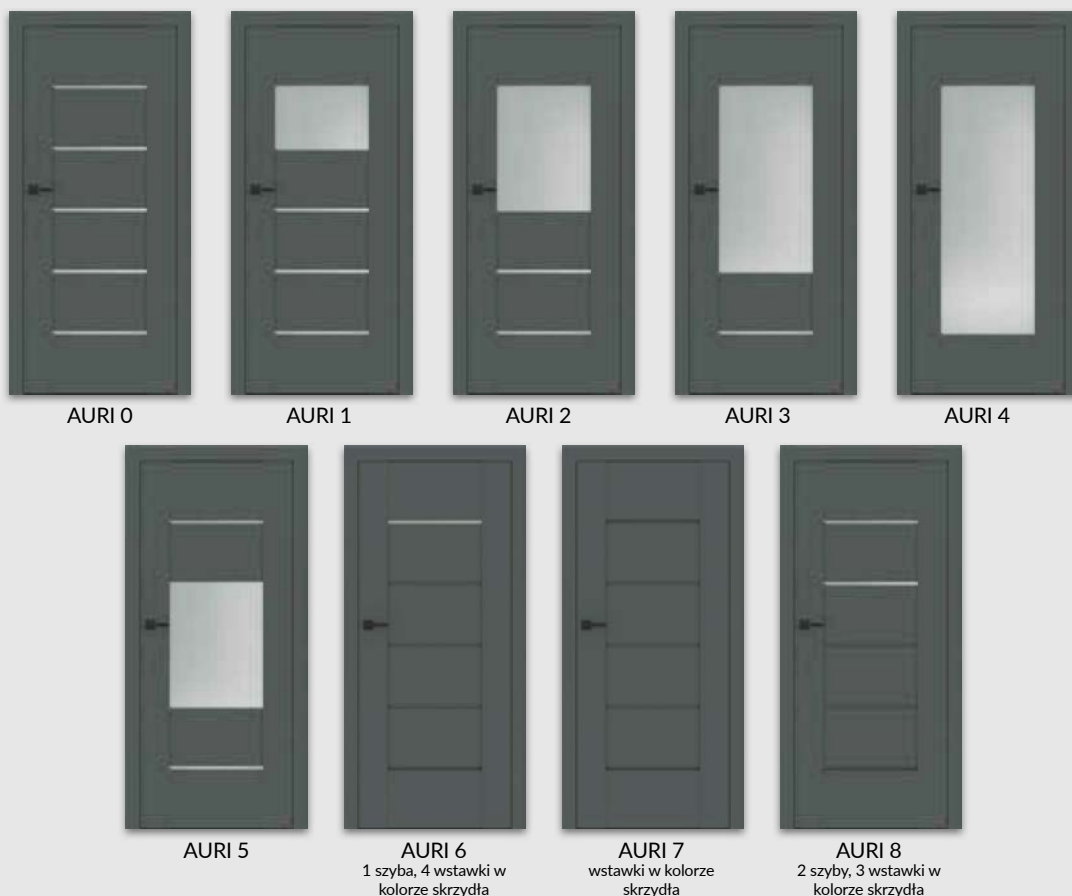 AURI 0
AURI 1
AURI 2
AURI 3
AURI 4
AURI 5
AURI 6
1 szyba, 4 wstawki w
kolorze skrzydła
AURI 7
wstawki w kolorze
skrzydła
AURI 8
2 szyby, 3 wstawki w
kolorze skrzydła